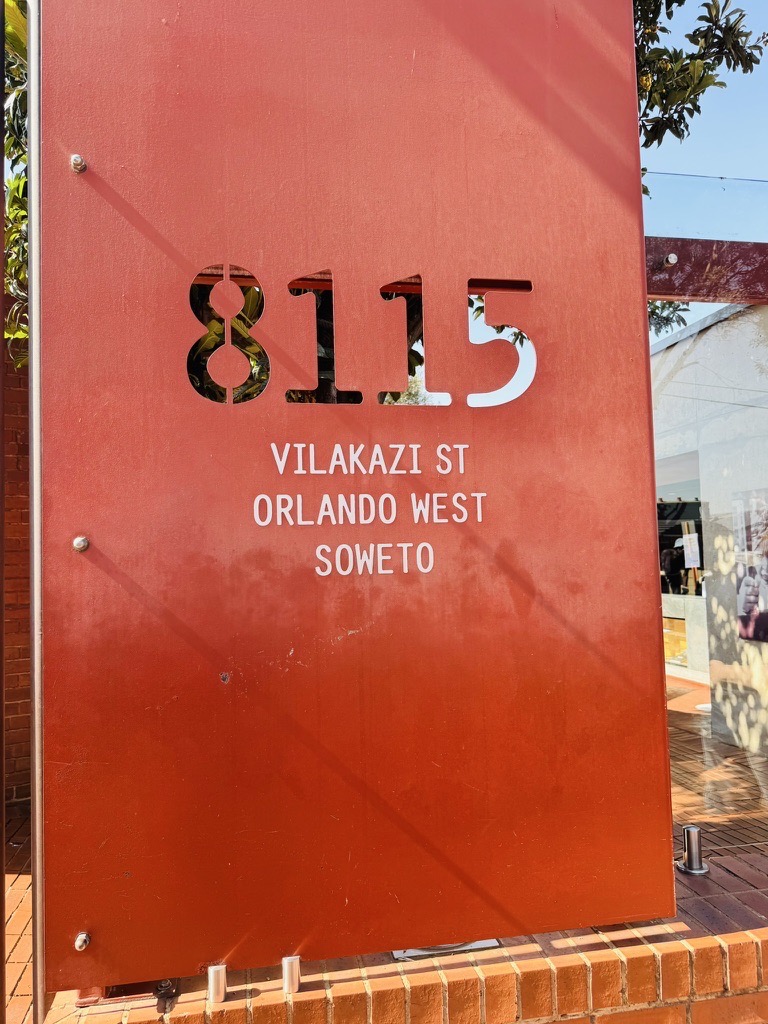 8115
VILAKAZI ST
ORLANDO WEST
SOWETO